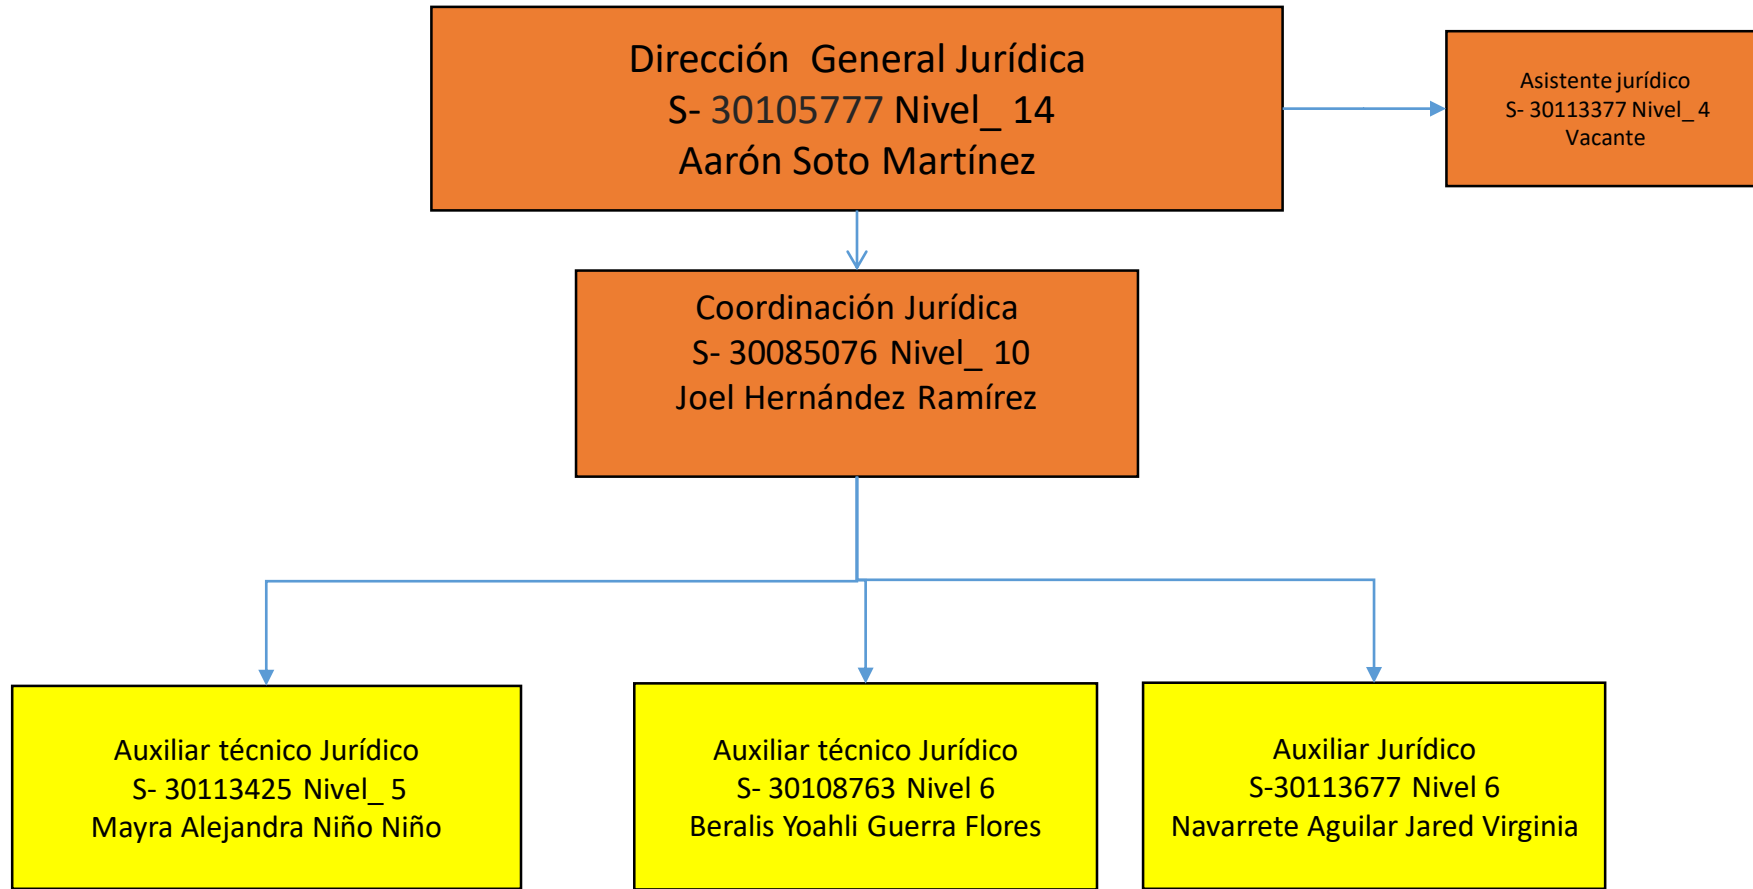 Dirección General Jurídica
S- 30105777 Nivel_ 14
Aarón Soto Martínez
Asistente jurídico
S- 30113377 Nivel_ 4
Vacante
Coordinación Jurídica
S- 30085076 Nivel_ 10
Joel Hernández Ramírez
Auxiliar técnico Jurídico
S- 30113425 Nivel_ 5
Mayra Alejandra Niño Niño
Auxiliar técnico Jurídico
S- 30108763 Nivel 6
Beralis Yoahli Guerra Flores
Auxiliar Jurídico
S-30113677 Nivel 6
Navarrete Aguilar Jared Virginia